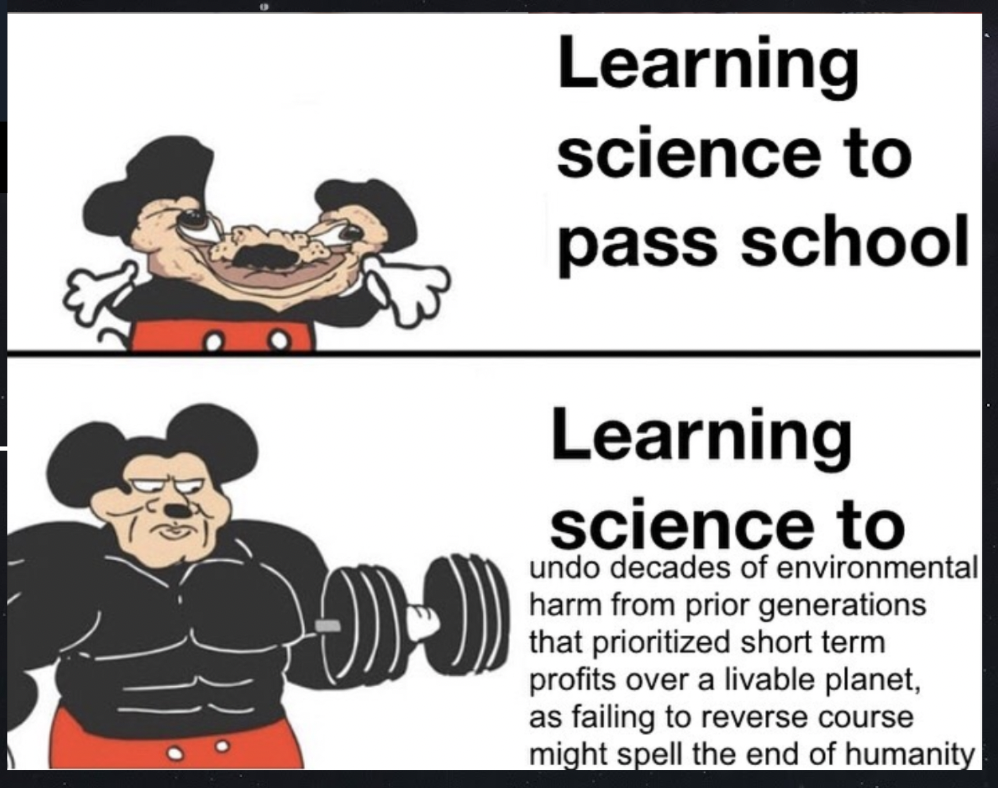 Learning
science to
pass school
Learning
science to
undo decades of environmental
harm from prior generations
that prioritized short term
profits over a livable planet,
as failing to reverse course
might spell the end of humanity